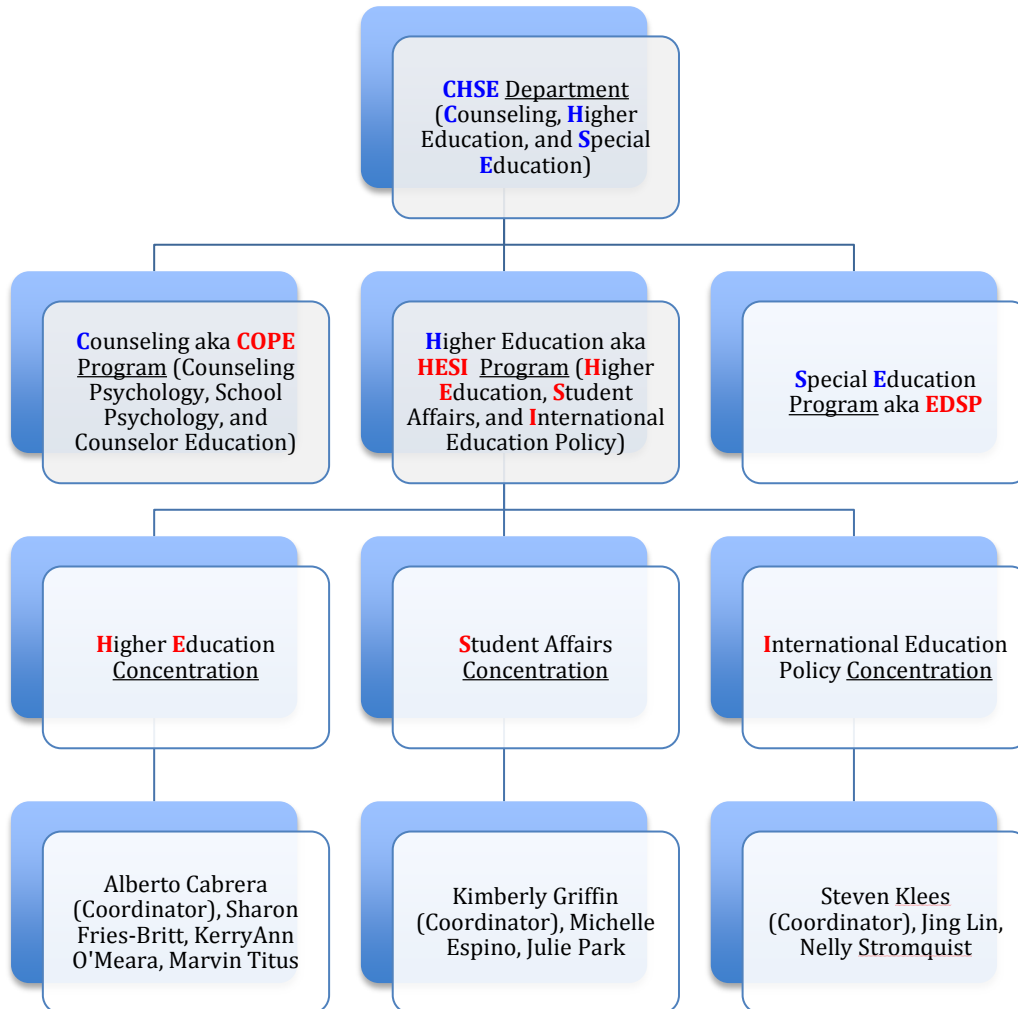 CHSE Department
(Counseling, Higher
Education, and Special
Education)
Counseling aka COPE
Program (Counseling
Psychology, School
Psychology, and
Counselor Education)
Higher Education aka
HESI Program (Higher
Education, Student
Affairs, and International
Education Policy)
Special Education
Program aka EDSP
Higher Education
Concentration
Student Affairs
Concentration
International Education
Policy Concentration
Alberto Cabrera
(Coordinator), Sharon
Fries-Britt, KerryAnn
O'Meara, Marvin Titus
Kimberly Griffin
(Coordinator), Michelle
Espino, Julie Park
Steven Klees
(Coordinator), Jing Lin,
Nelly Stromquist